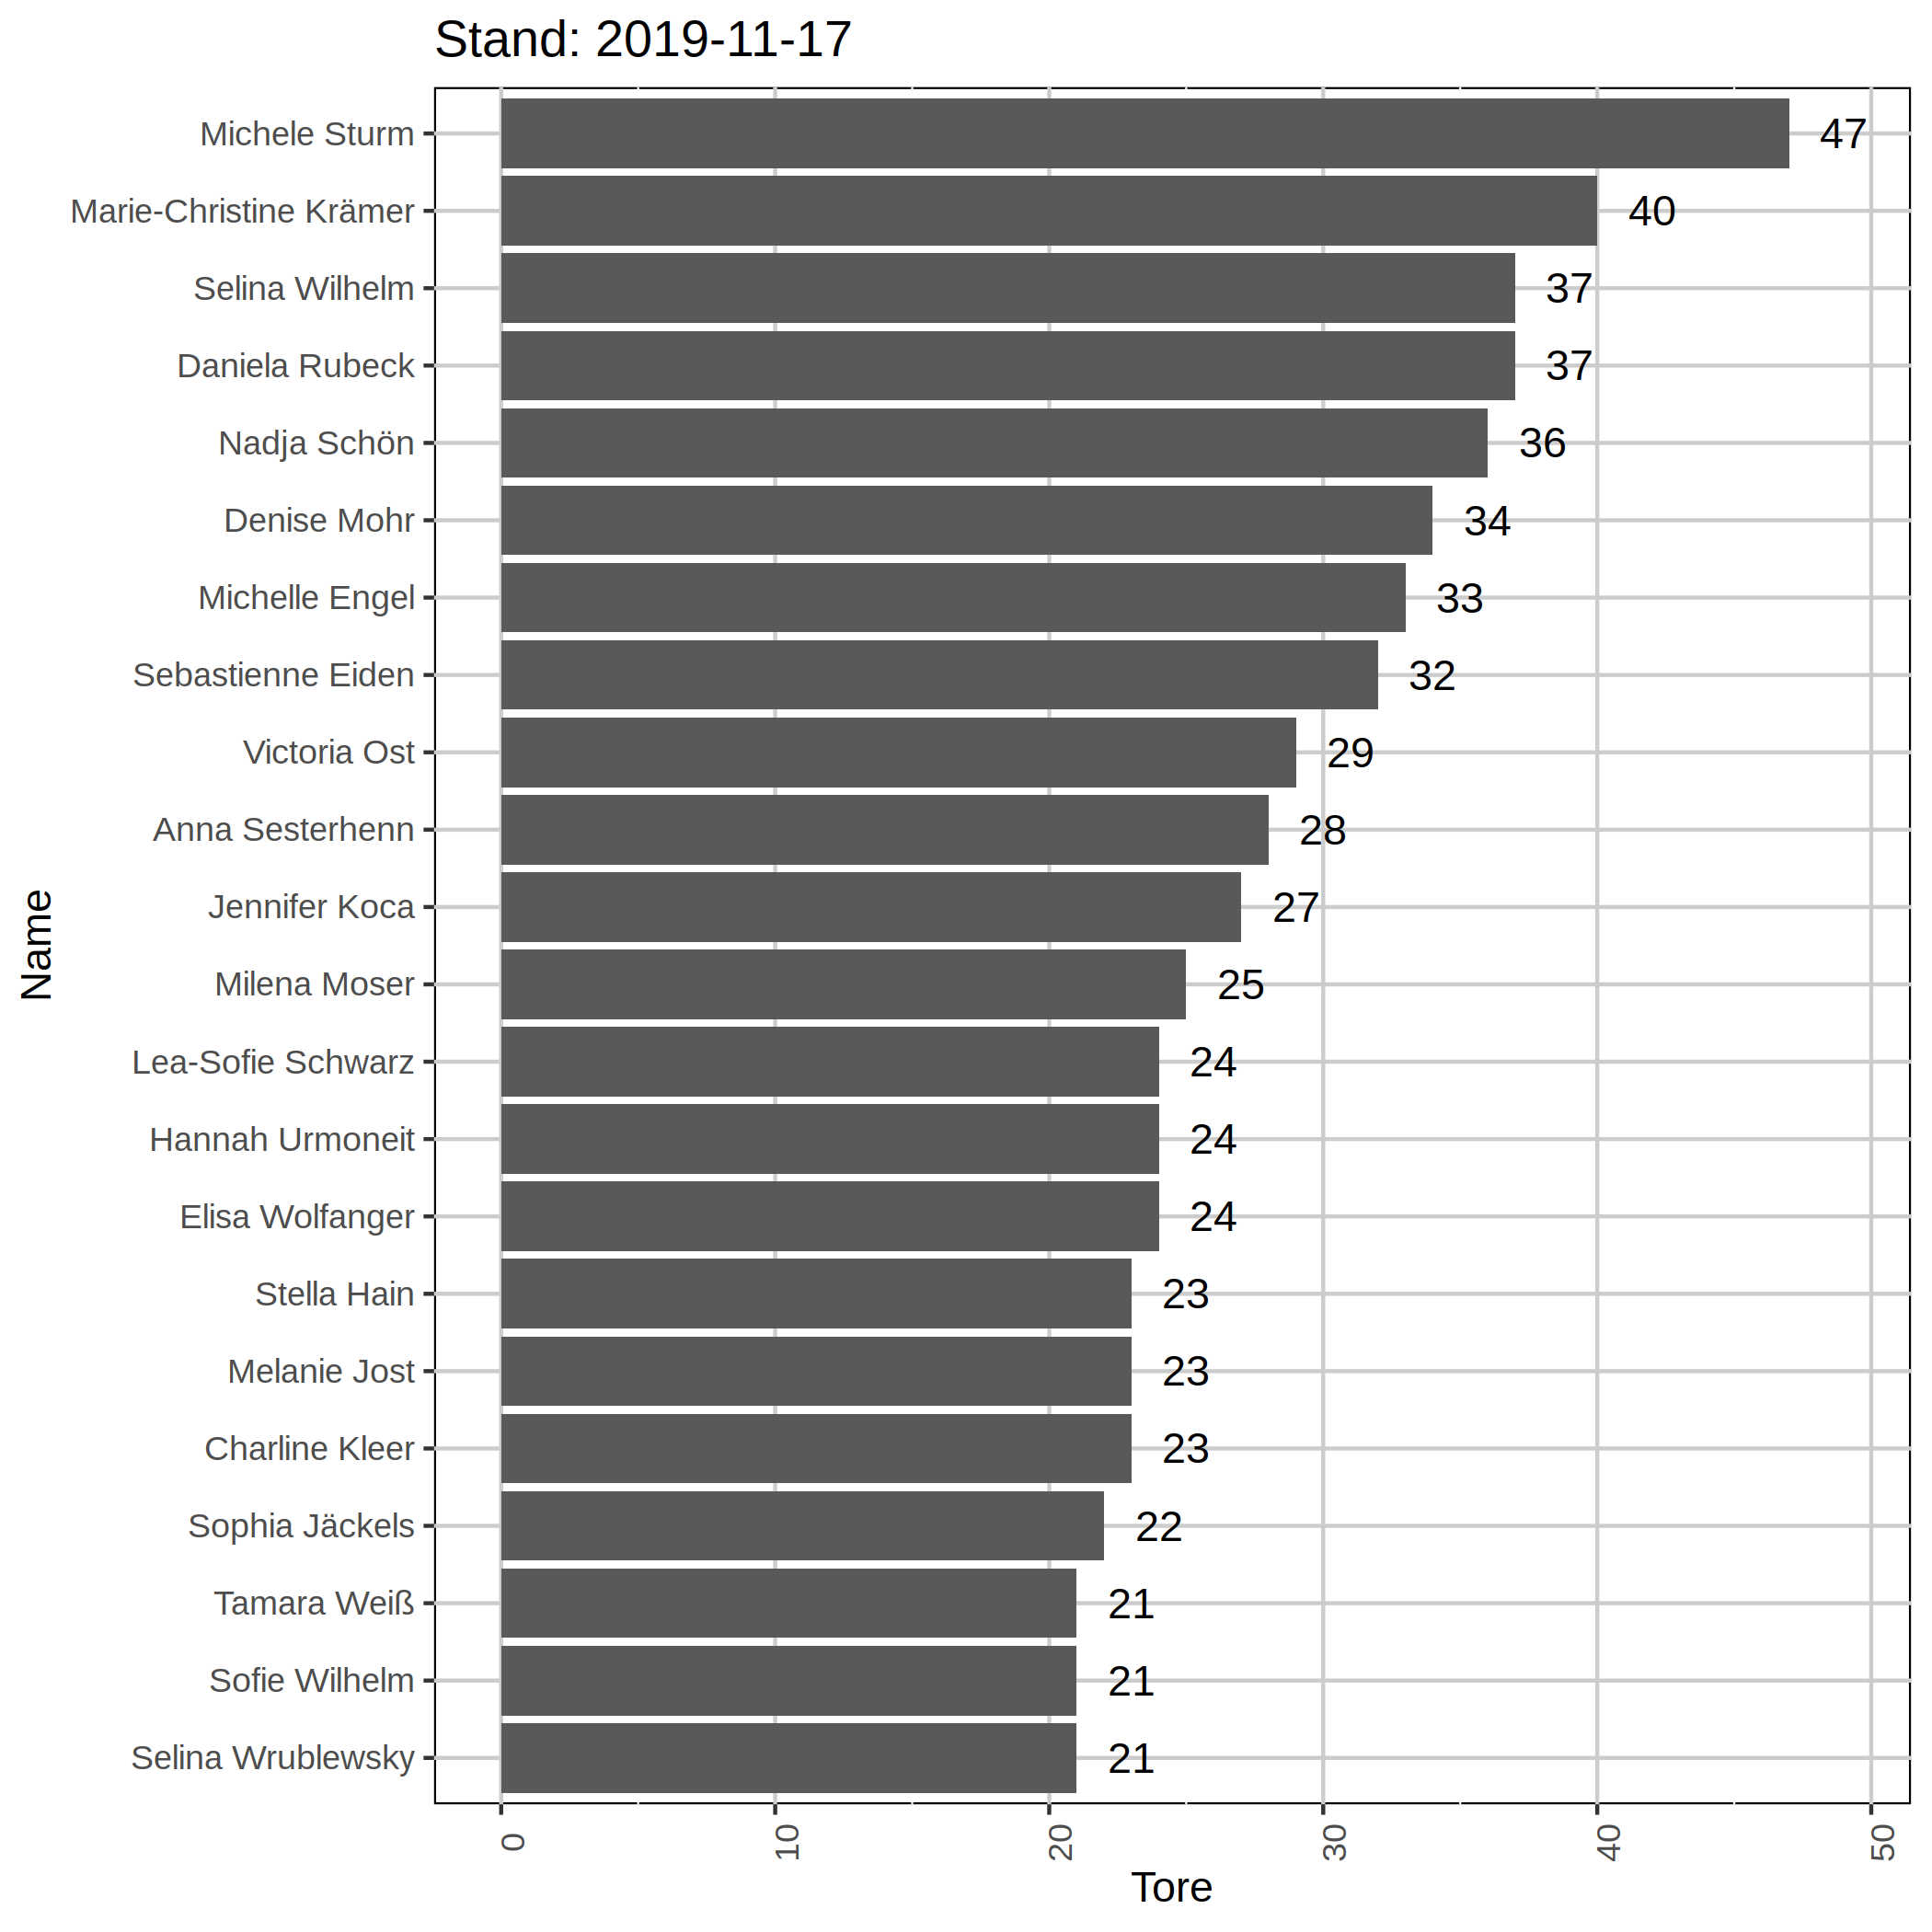 Stand: 2019-11-17
Michele Sturm 47
Marie-Christine Krämer 40
Selina Wilhelm 37
Daniela Rubeck 37
Nadja Schön 36
Denise Mohr 34
Michelle Engel 33
Sebastienne Eiden 32
Victoria Ost 29
Anna Sesterhenn 28
Jennifer Koca 27
Milena Moser 25
Lea-Sofie Schwarz 24
Hannah Urmoneit 24
Elisa Wolfanger 24
Stella Hain 23
Melanie Jost 23
Charline Kleer 23
Sophia Jäckels 22
Tamara Weiß 21
Sofie Wilhelm 21
Selina Wrublewsky 21
Name
0 10 20 30 40 50
Tore